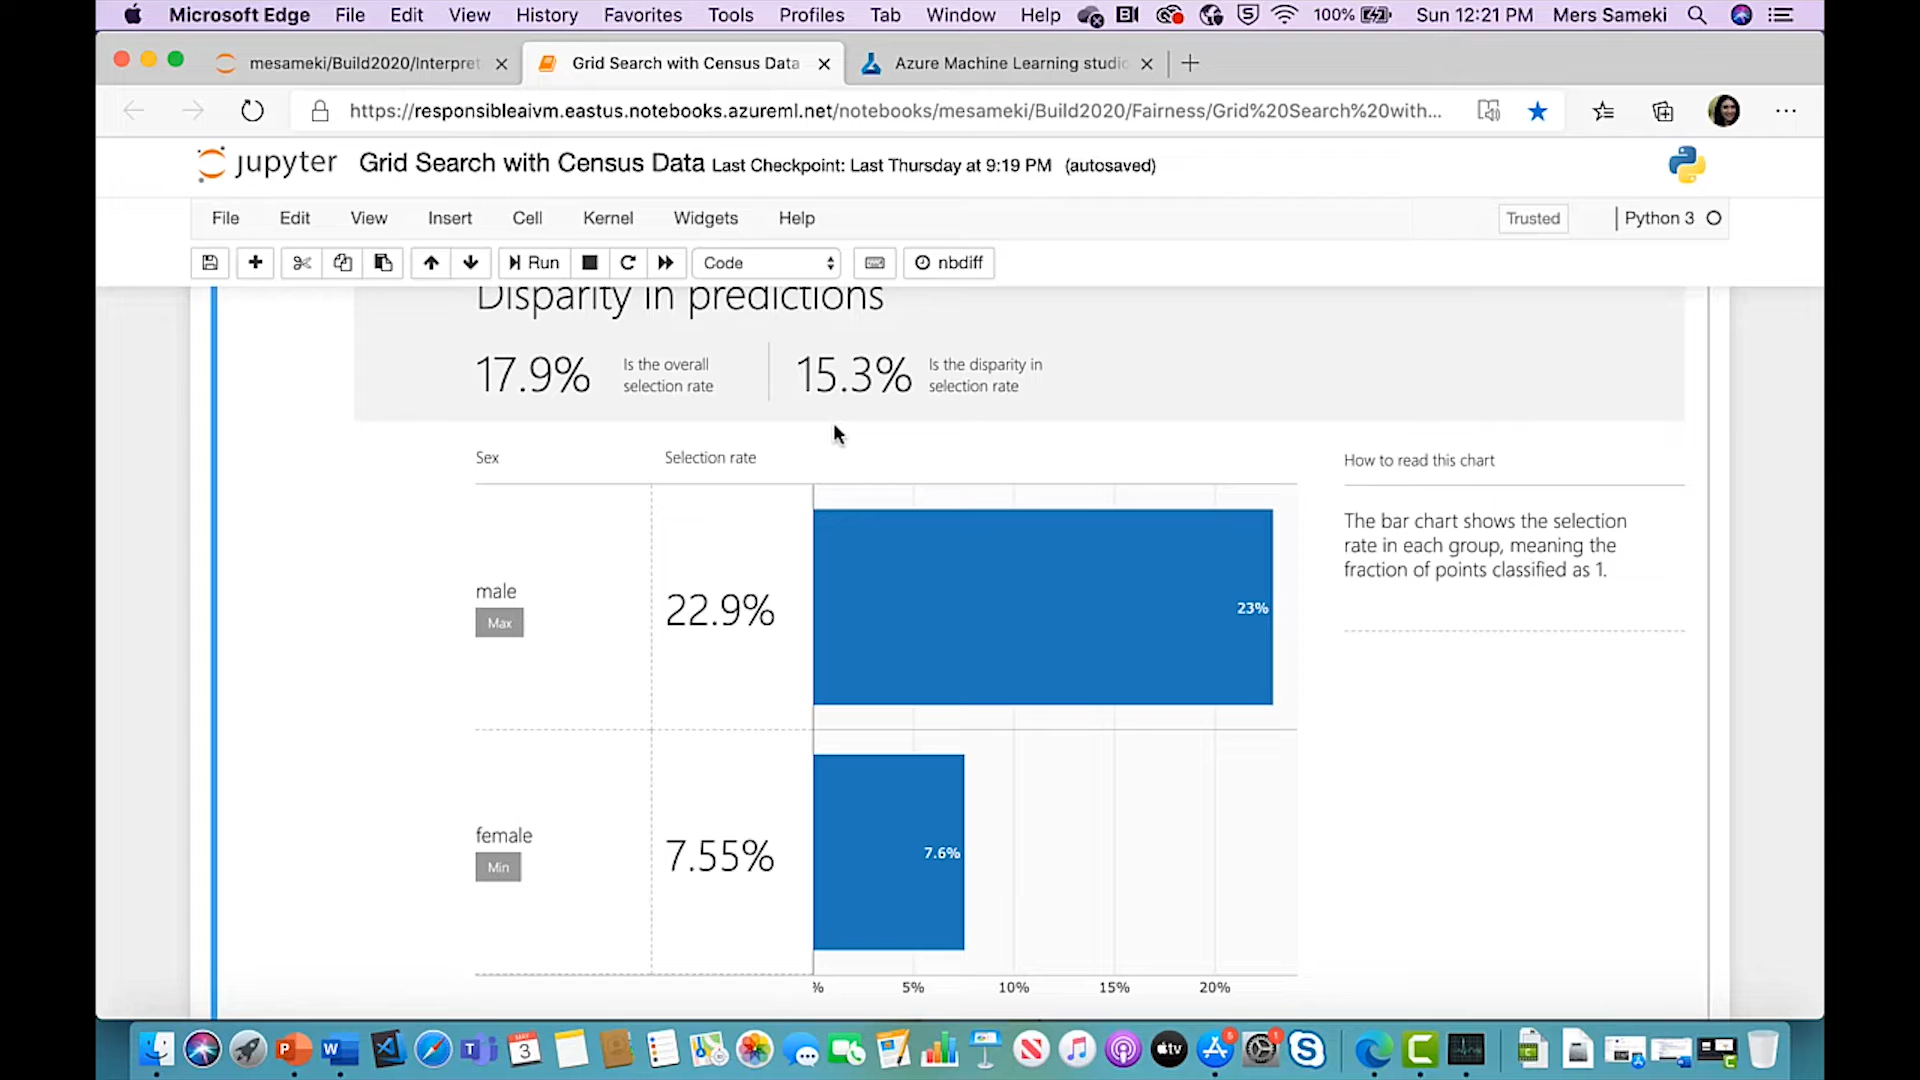 Microsoft Edge File Edit View History Favorites Tools Profiles Tab Window Help 100% Sun 12:21 PM Mers Sameki
mesameki/Build2020/Interpret Grid Search with Census Data Azure Machine Learning studio
https://responsibleaivm.eastus.notebooks.azureml.net/notebooks/mesameki/Build2020/Fairness/Grid%20Search%20with...
jupyter Grid Search with Census Data Last Checkpoint: Last Thursday at 9:19 PM (autosaved)
File Edit View Insert Cell Kernel Widgets Help Trusted Python 3
Run Code nbdiff
Disparity in predictions
17.9% Is the overall selection rate
15.3% Is the disparity in selection rate
Sex Selection rate
How to read this chart
The bar chart shows the selection
rate in each group, meaning the
fraction of points classified as 1.
male
Max
22.9%
23%
female
Min
7.55%
7.6%
% 5% 10% 15% 20%
MAY
3
tv